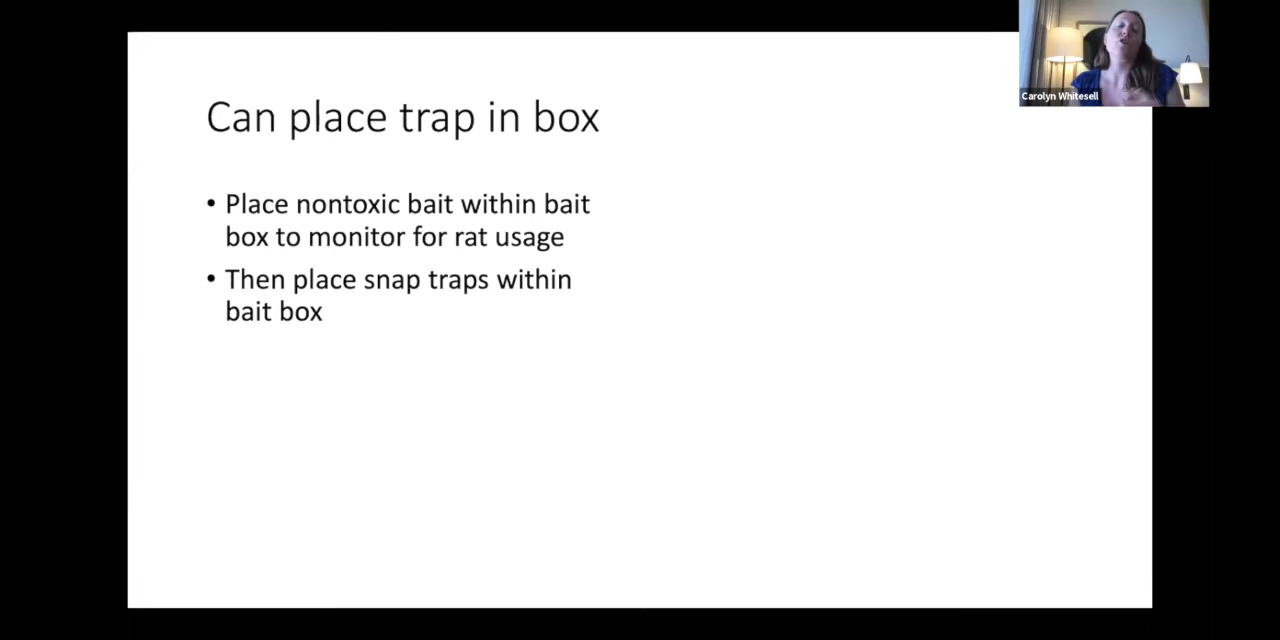 Can place trap in box
• Place nontoxic bait within bait
box to monitor for rat usage
• Then place snap traps within
bait box
Carolyn Whitesell